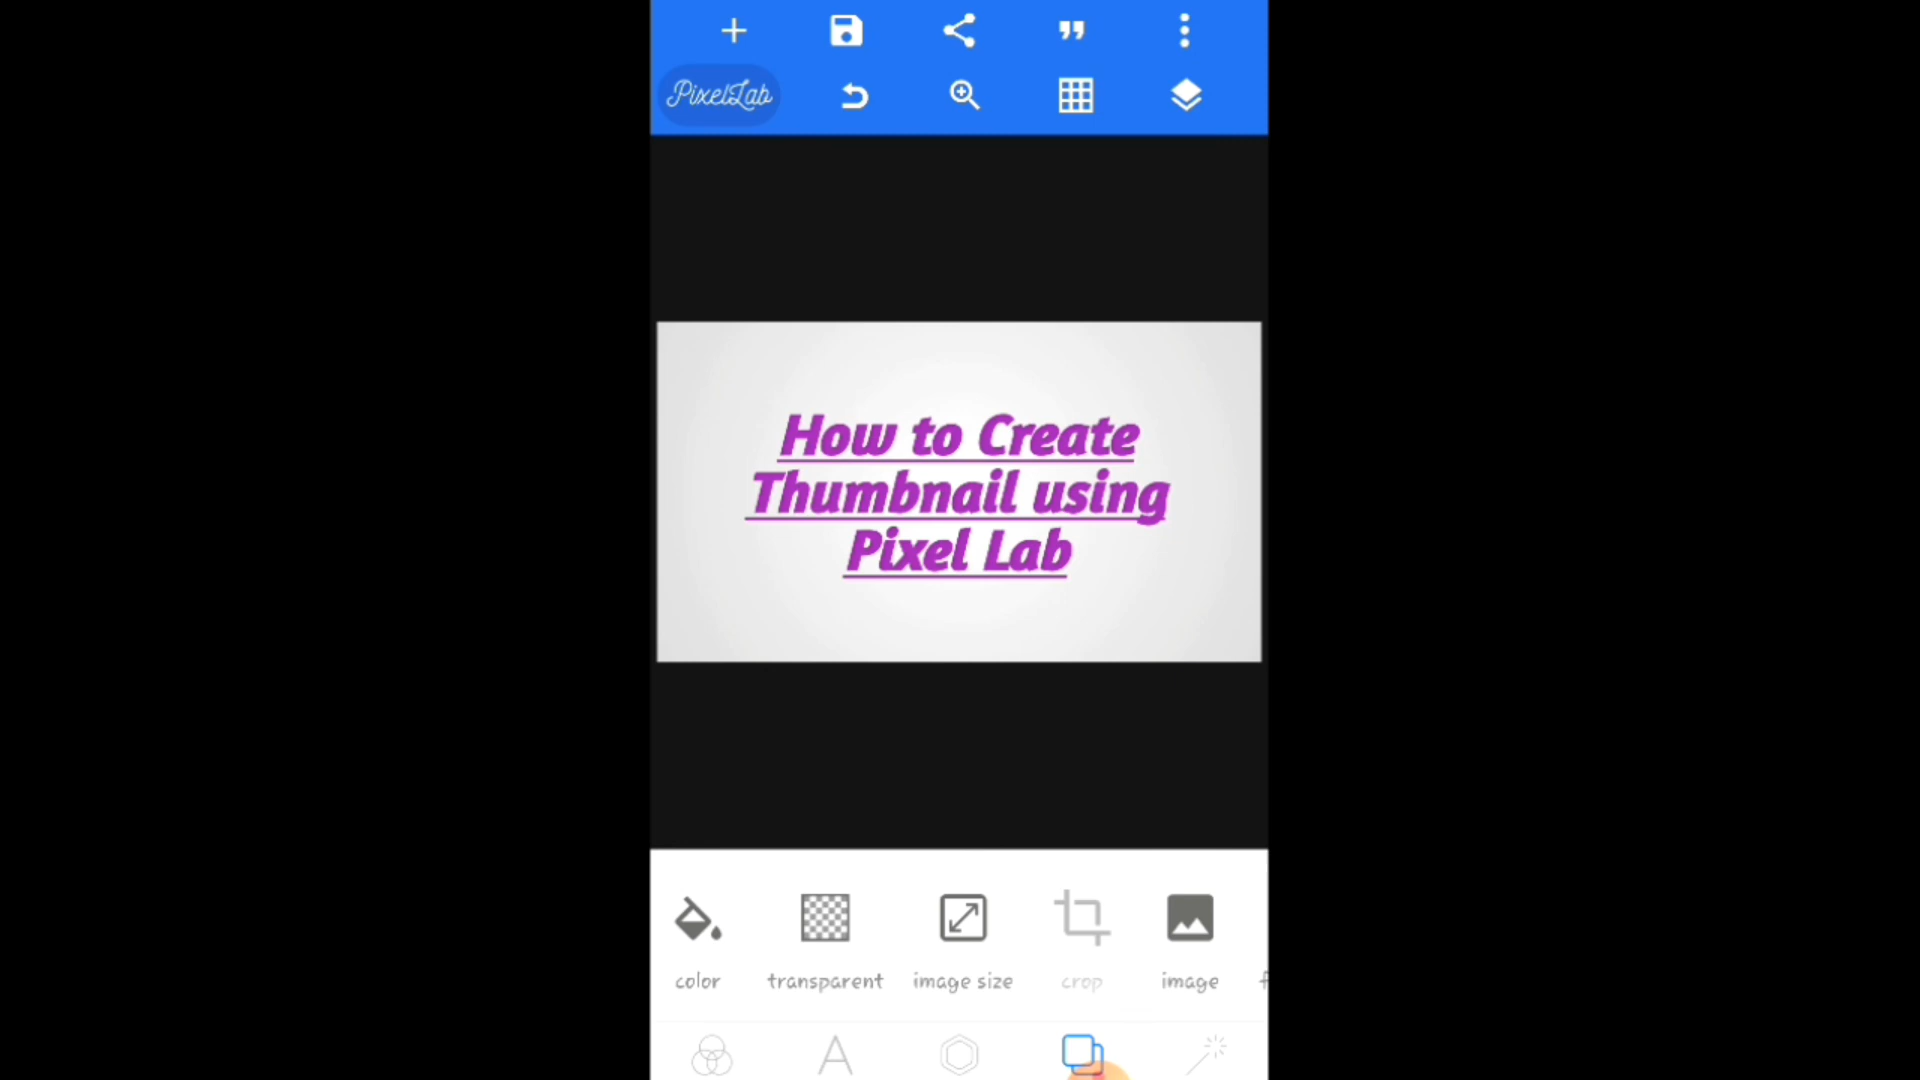 PixelLab
How to Create
Thumbnail using
Pixel Lab
color transparent image size crop image